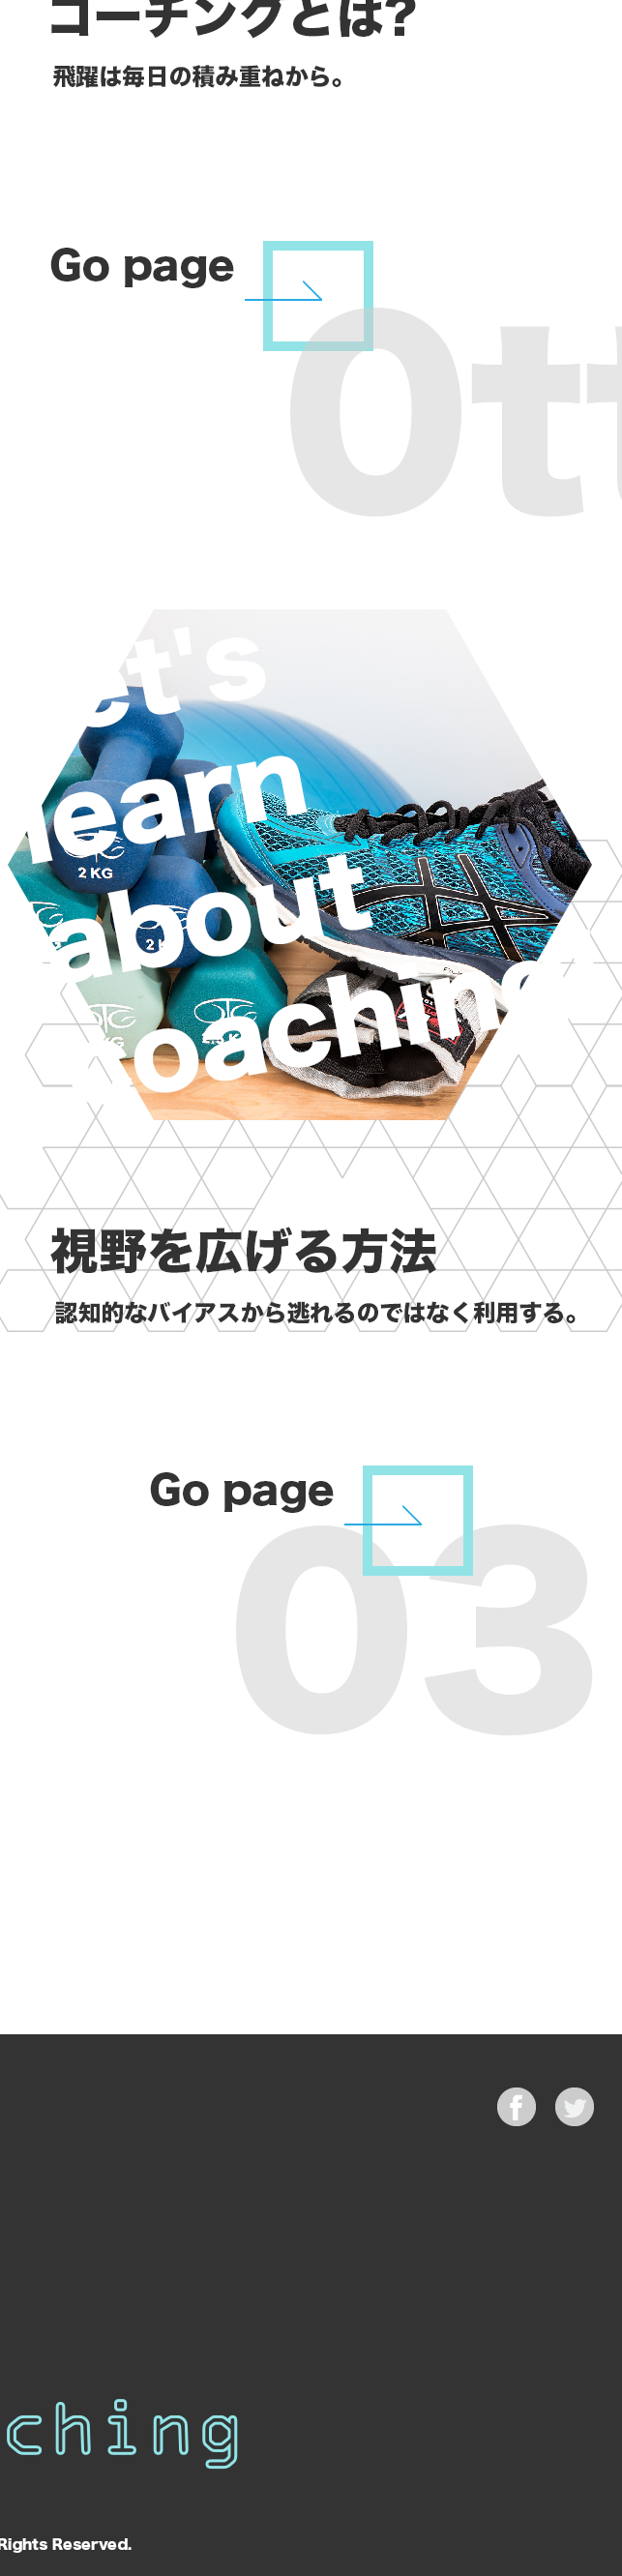 コーチングとは?
飛躍は毎日の積み重ねから。
Go page
0tt
et's
learn
about
coaching
2 KG
視野を広げる方法
認知的なバイアスから逃れるのではなく利用する。
Go page
03
ching
Rights Reserved.